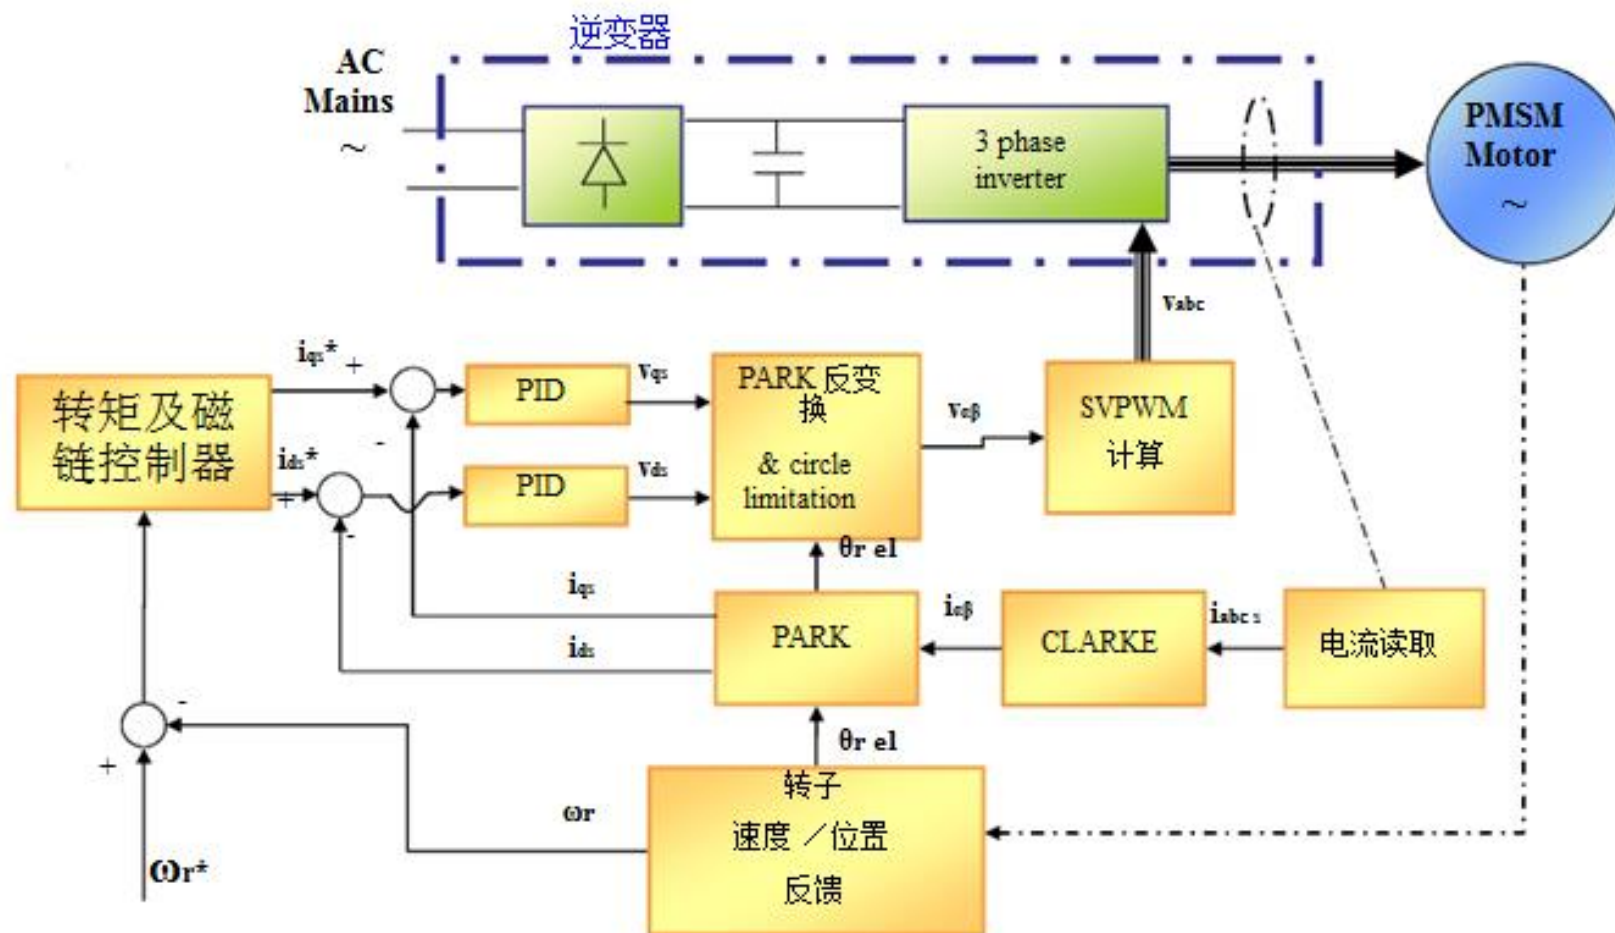 逆变器
AC
Mains
~
3 phase
inverter
PMSM
Motor
~
vabc
iqs*
+
-
PID
vqs
PARK 反变
换
& circle
limitation
vαβ
SVPWM
计算
转矩及磁
链控制器
ids*
+
-
PID
vds
θr el
iqs
ids
PARK
iαβ
CLARKE
iabc s
电流读取
-
+
θr el
ωr
ωr*
转子
速度 ／位置
反馈